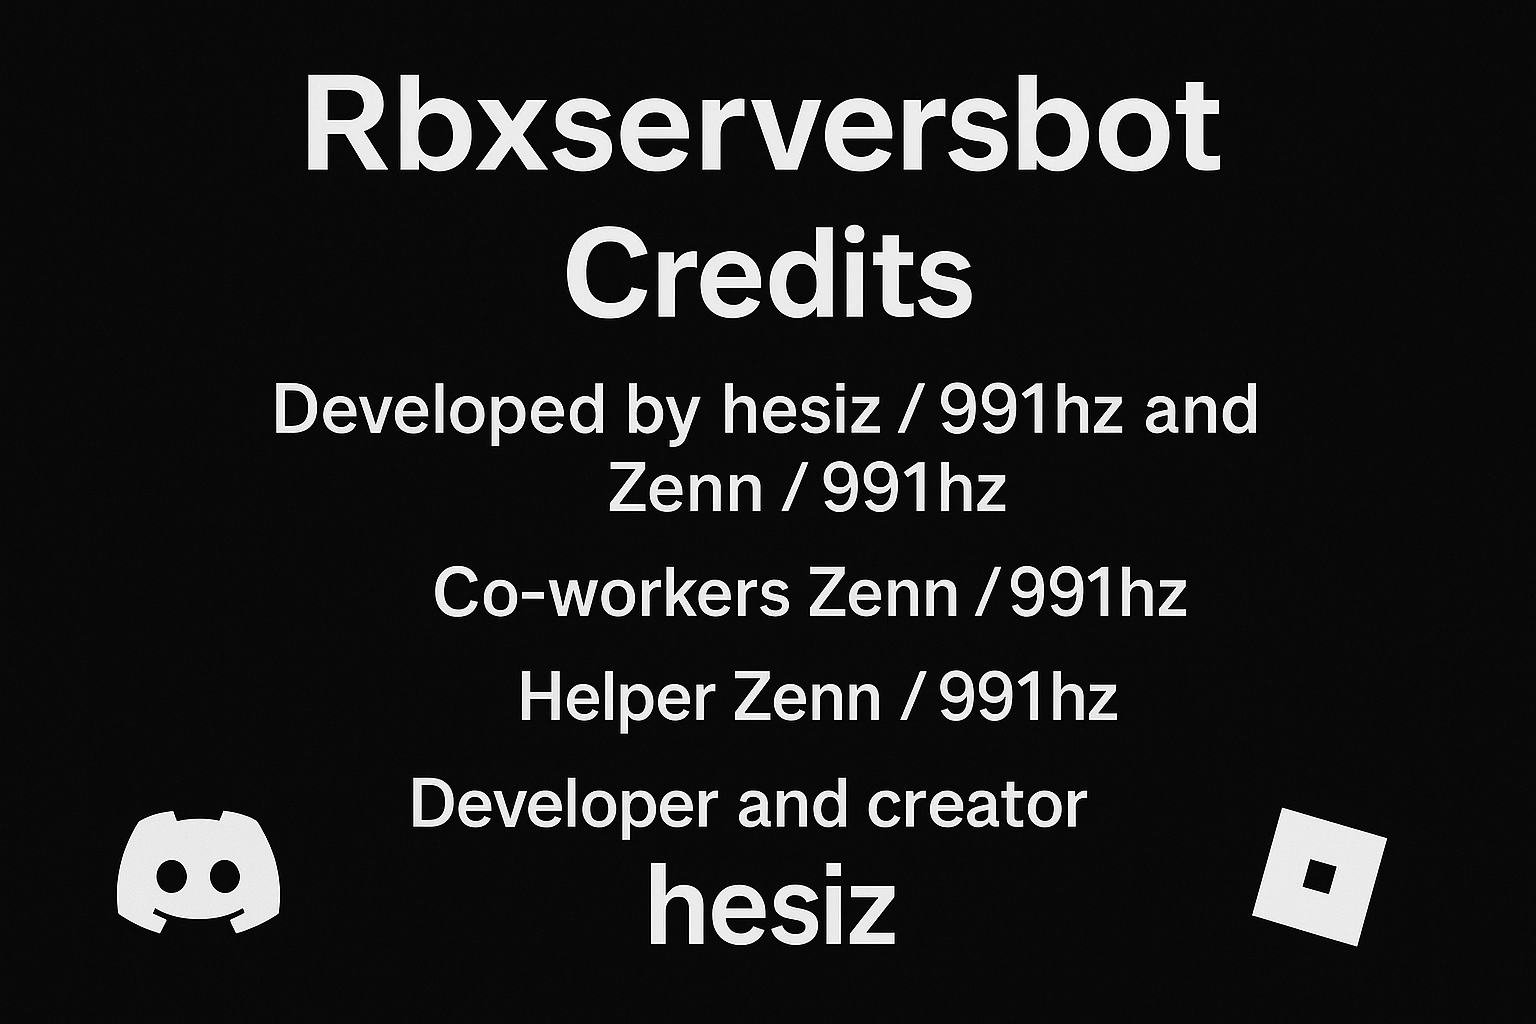 Rbxserversbot
Credits
Developed by hesiz / 991hz and
Zenn / 991hz
Co-workers Zenn / 991hz
Helper Zenn / 991hz
Developer and creator
hesiz